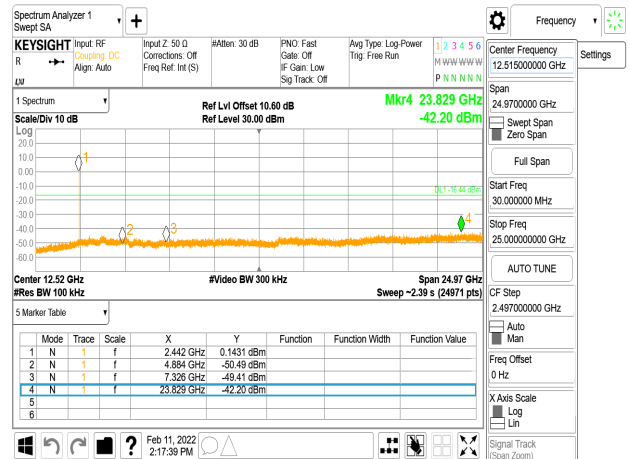 Spectrum Analyzer 1
Swept SA
Frequency
KEYSIGHT
R
Input: RF
Coupling: DC
Align: Auto
Input Z: 50 Ω
Corrections: Off
Freq Ref: Int (S)
#Atten: 30 dB
PNO: Fast
Gate: Off
IF Gain: Low
Sig Track: Off
Avg Type: Log-Power
Trig: Free Run
1 2 3 4 5 6
M W W W W W
P N N N N N
Center Frequency
12.515000000 GHz
Settings
1 Spectrum
Scale/Div 10 dB
Ref Lvl Offset 10.60 dB
Ref Level 30.00 dBm
Mkr4 23.829 GHz
-42.20 dBm
Span
24.9700000 GHz
Swept Span
Zero Span
Full Span
Start Freq
30.000000 MHz
Stop Freq
25.000000000 GHz
AUTO TUNE
CF Step
2.497000000 GHz
Auto
Man
Freq Offset
0 Hz
X Axis Scale
Log
Lin
Signal Track
(Span Zoom)
Log
20.0
10.0
0.00
-10.0
-20.0
-30.0
-40.0
-50.0
-60.0
1
2
3
4
DL1 -16.44 dBm
Center 12.52 GHz
#Res BW 100 kHz
#Video BW 300 kHz
Span 24.97 GHz
Sweep ~2.39 s (24971 pts)
5 Marker Table
Mode Trace Scale X Y Function Function Width Function Value
1 N 1 f 2.442 GHz 0.1431 dBm
2 N 1 f 4.884 GHz -50.49 dBm
3 N 1 f 7.326 GHz -49.41 dBm
4 N 1 f 23.829 GHz -42.20 dBm
5
6
?
Feb 11, 2022
2:17:39 PM